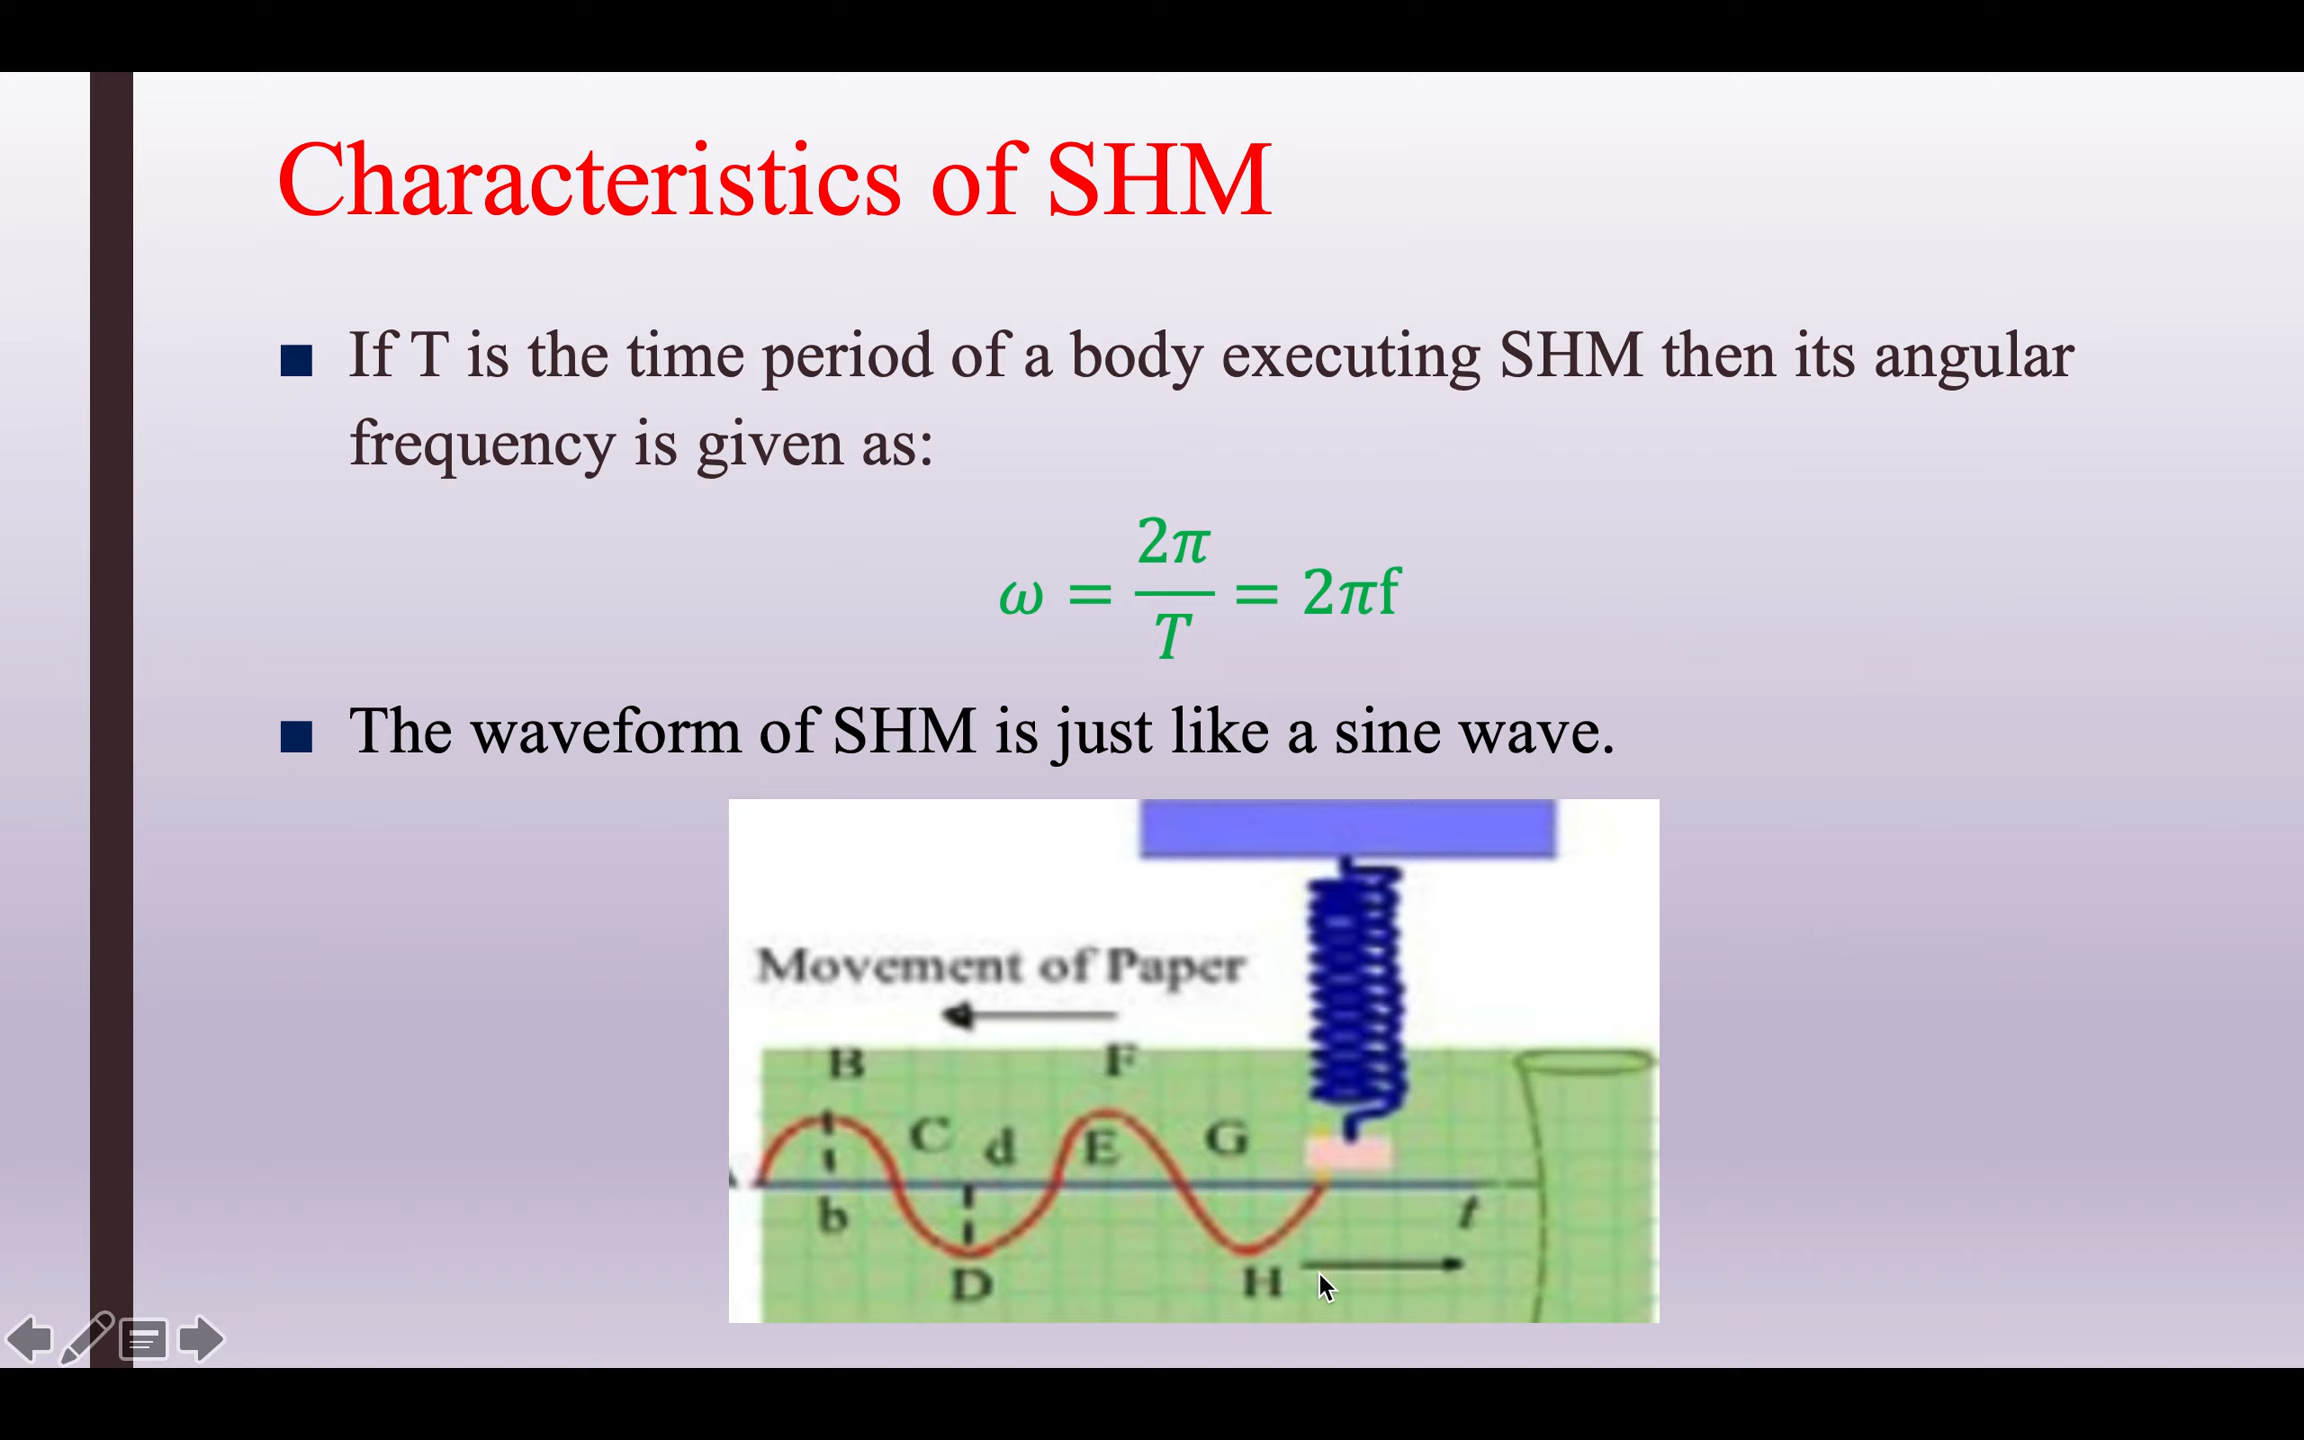 Characteristics of SHM
■ If T is the time period of a body executing SHM then its angular
frequency is given as:
ω = 2π/T = 2πf
■ The waveform of SHM is just like a sine wave.
Movement of Paper
B F
C d E G
b t
D H